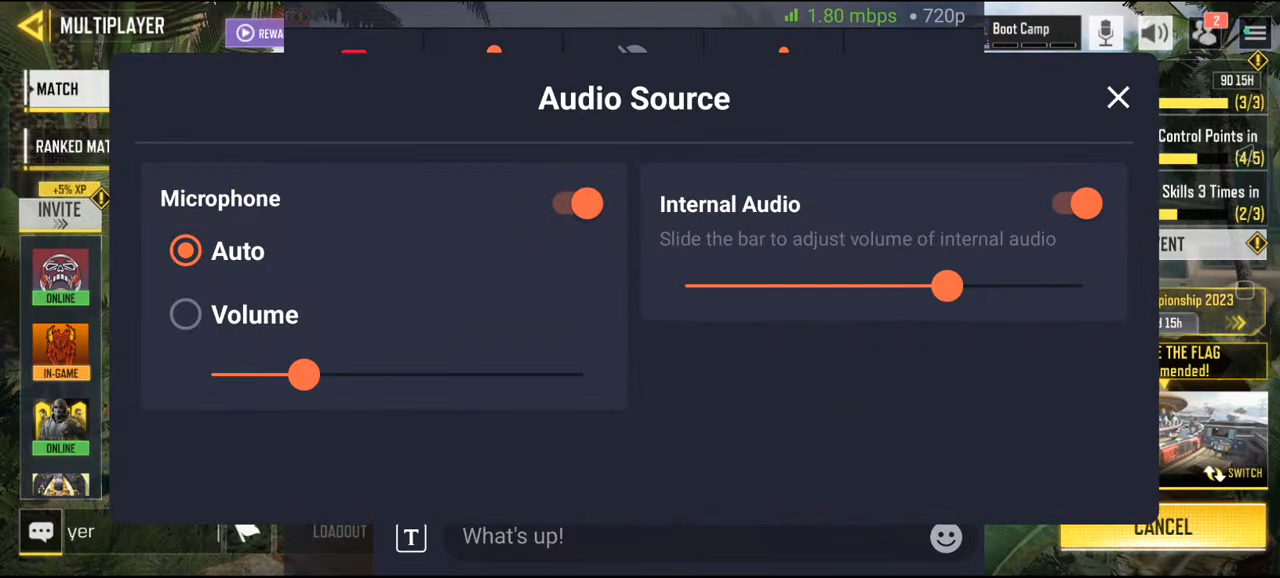 MULTIPLAYER
REWA
1.80 mbps • 720p
Boot Camp
2
MATCH
9D 15H
(3/3)
RANKED MAT
Control Points in
(4/5)
+5% XP
INVITE
Skills 3 Times in
(2/3)
ENT
ONLINE
IN-GAME
ONLINE
pionship 2023
15h
E THE FLAG
mended!
SWITCH
Audio Source
Microphone
Auto
Volume
Internal Audio
Slide the bar to adjust volume of internal audio
yer
LOADOUT
T
What's up!
CANCEL